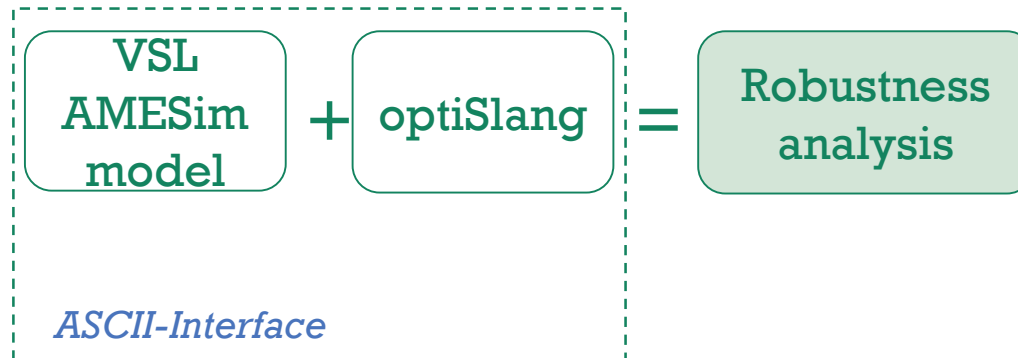 VSL
AMESim
model
+
optiSlang
=
Robustness
analysis
ASCII-Interface